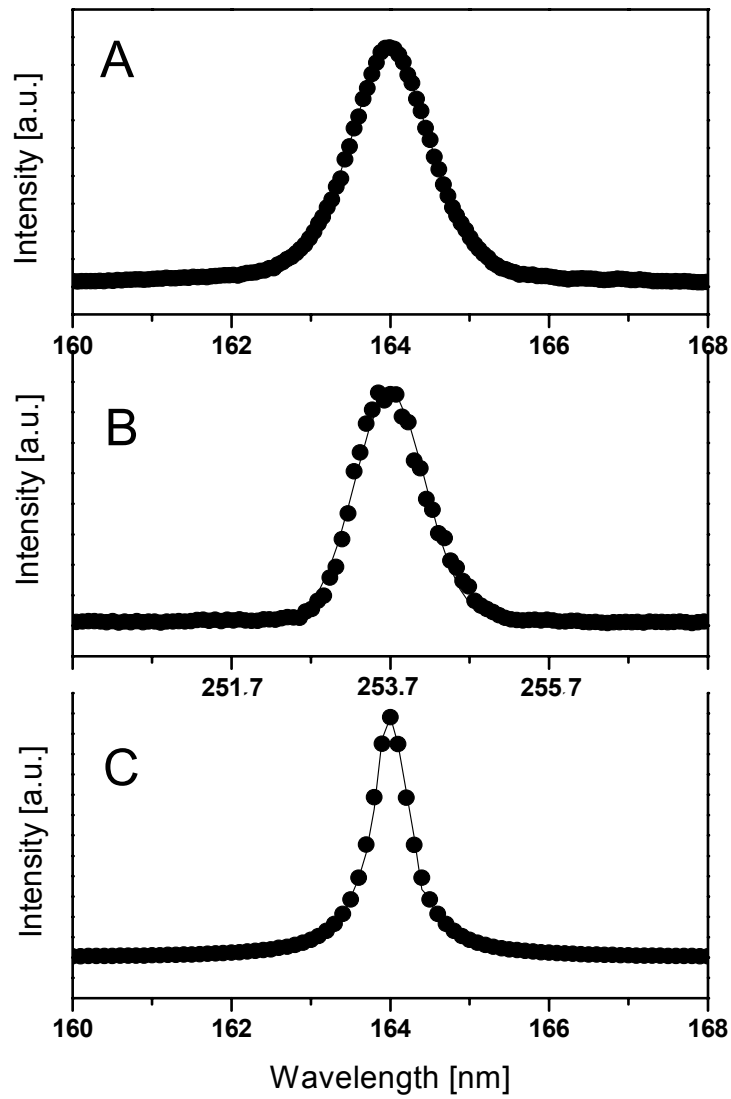 A
Intensity [a.u.]
160 162 164 166 168
B
Intensity [a.u.]
251.7 253.7 255.7
C
Intensity [a.u.]
160 162 164 166 168
Wavelength [nm]